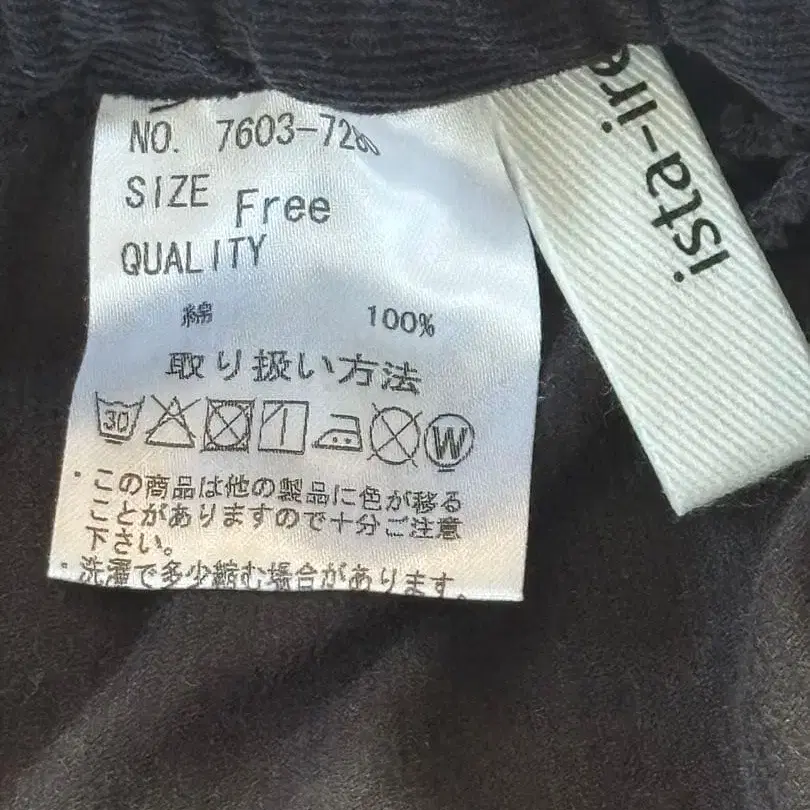 NO. 7603-728
SIZE Free
QUALITY
綿 100%
取り扱い方法
30 W
・この商品は他の製品に色が移る
ことがありますので十分ご注意
下さい。
・洗濯で多少縮む場合があります。
ista-ire